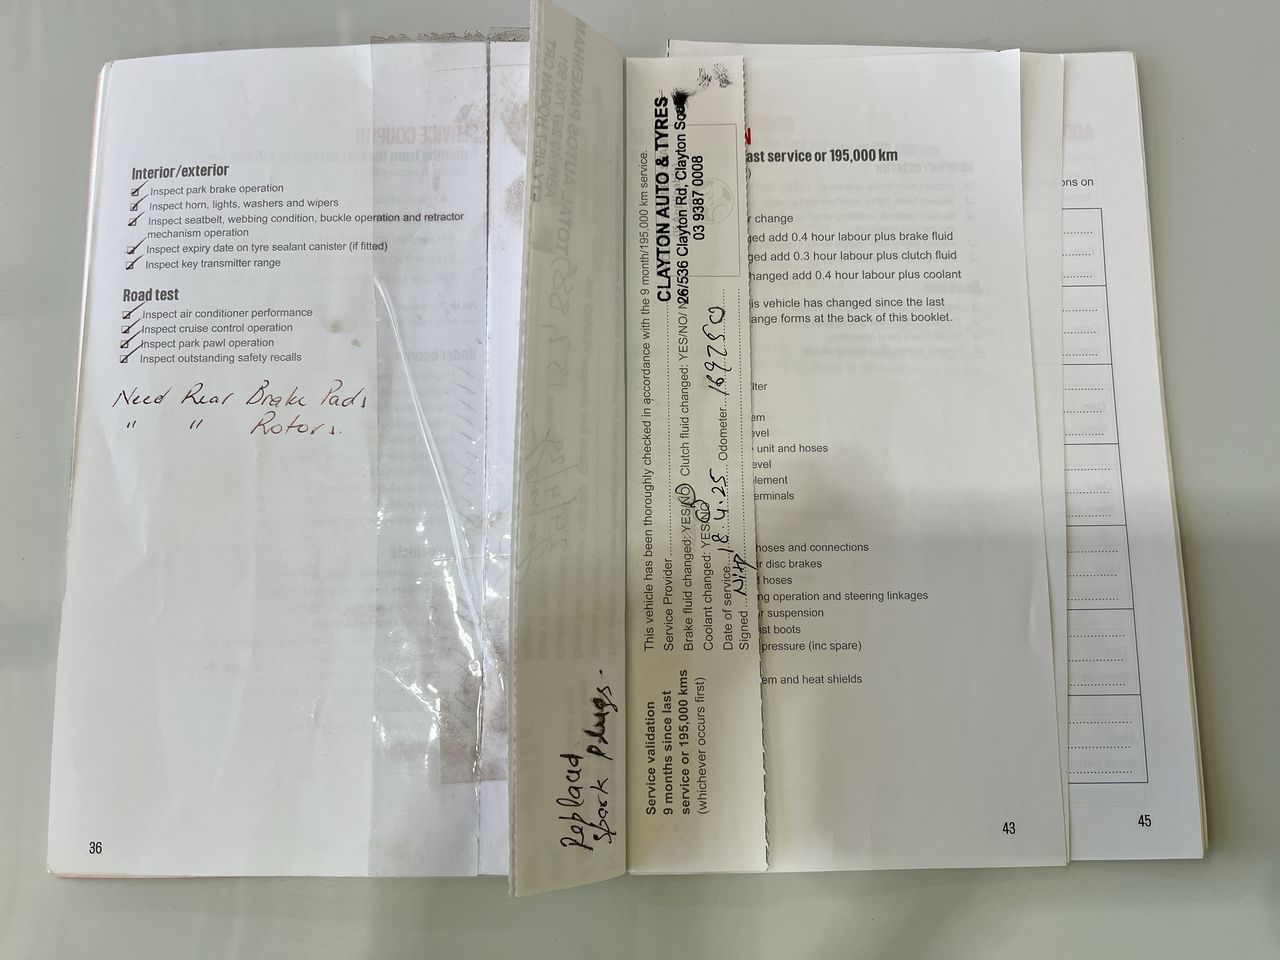 Interior/exterior
Inspect park brake operation
Inspect horn, lights, washers and wipers
Inspect seatbelt, webbing condition, buckle operation and retractor
mechanism operation
Inspect expiry date on tyre sealant canister (if fitted)
Inspect key transmitter range
Road test
Inspect air conditioner performance
Inspect cruise control operation
Inspect park pawl operation
Inspect outstanding safety recalls
Need Rear Brake Pads
" " Rotors.
36
Replaced
spark plugs.
Service validation
9 months since last
service or 195,000 kms
(whichever occurs first)
This vehicle has been thoroughly checked in accordance with the 9 month/195,000 km service.
Service Provider
CLAYTON AUTO & TYRES
26/536 Clayton Rd, Clayton
03 9387 0008
Brake fluid changed: YES/NO Clutch fluid changed: YES/NO/
Coolant changed: YES/NO
Date of service 18.4.25 Odometer 169750
Signed
N
ast service or 195,000 km
r change
ged add 0.4 hour labour plus brake fluid
ged add 0.3 hour labour plus clutch fluid
hanged add 0.4 hour labour plus coolant
is vehicle has changed since the last
ange forms at the back of this booklet.
lter
em
evel
unit and hoses
evel
lement
erminals
hoses and connections
r disc brakes
hoses
ng operation and steering linkages
r suspension
st boots
pressure (inc spare)
em and heat shields
43
ons on
45